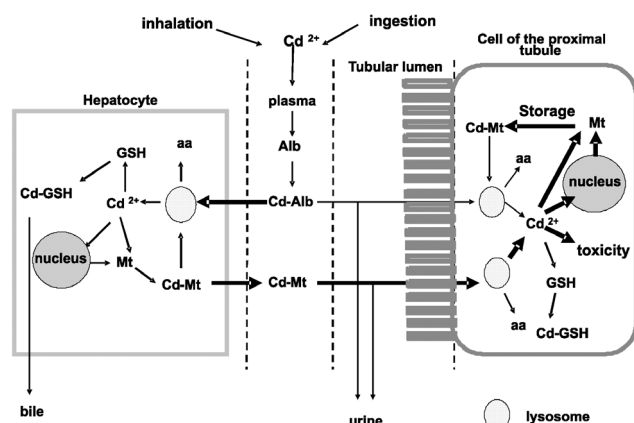 inhalation
ingestion
Cd 2+
Cell of the proximal
tubule
Tubular lumen
Hepatocyte
plasma
Storage
Cd-Mt
Mt
aa
GSH
Alb
aa
Cd-GSH
Cd 2+
Cd-Alb
nucleus
Cd 2+
nucleus
Mt
toxicity
Cd-Mt
Cd-Mt
GSH
aa
Cd-GSH
bile
urine
lysosome